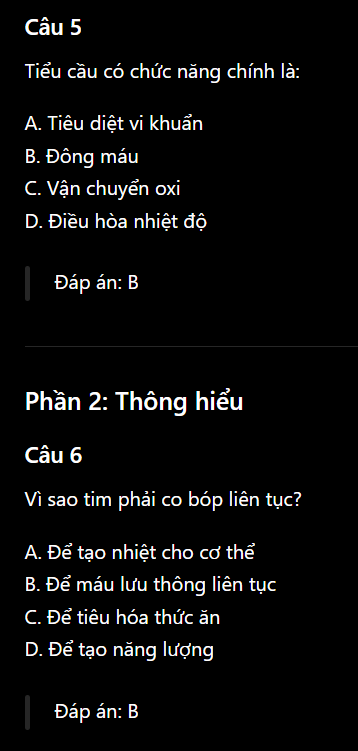 Câu 5
Tiểu cầu có chức năng chính là:
A. Tiêu diệt vi khuẩn
B. Đông máu
C. Vận chuyển oxi
D. Điều hòa nhiệt độ
Đáp án: B
Phần 2: Thông hiểu
Câu 6
Vì sao tim phải co bóp liên tục?
A. Để tạo nhiệt cho cơ thể
B. Để máu lưu thông liên tục
C. Để tiêu hóa thức ăn
D. Để tạo năng lượng
Đáp án: B